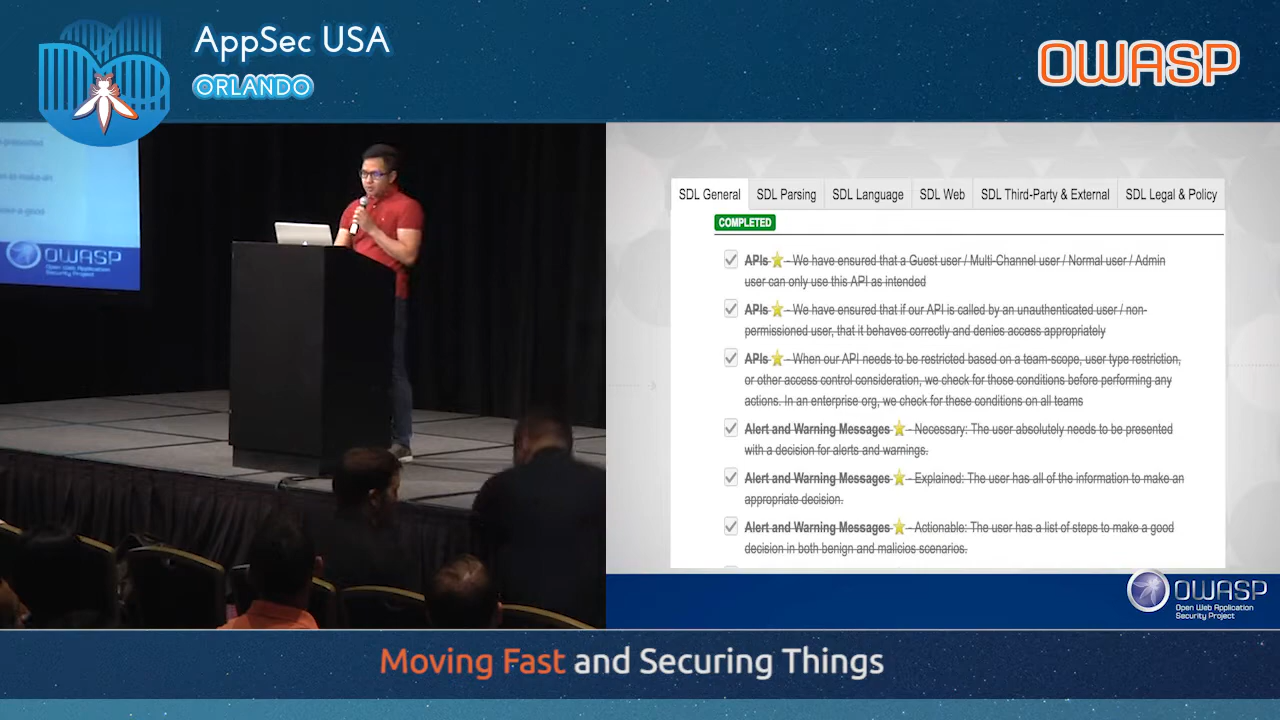 AppSec USA
ORLANDO
OWASP
OWASP
Open Web Application
Security Project
SDL General
SDL Parsing
SDL Language
SDL Web
SDL Third-Party & External
SDL Legal & Policy
COMPLETED
APIs - We have ensured that a Guest user / Multi-Channel user / Normal user / Admin
user can only use this API as intended
APIs - We have ensured that if our API is called by an unauthenticated user / non-
permissioned user, that it behaves correctly and denies access appropriately
APIs - When our API needs to be restricted based on a team-scope, user type restriction,
or other access control consideration, we check for those conditions before performing any
actions. In an enterprise org, we check for these conditions on all teams
Alert and Warning Messages - Necessary: The user absolutely needs to be presented
with a decision for alerts and warnings.
Alert and Warning Messages - Explained: The user has all of the information to make an
appropriate decision.
Alert and Warning Messages - Actionable: The user has a list of steps to make a good
decision in both benign and malicios scenarios.
OWASP
Open Web Application
Security Project
Moving Fast and Securing Things